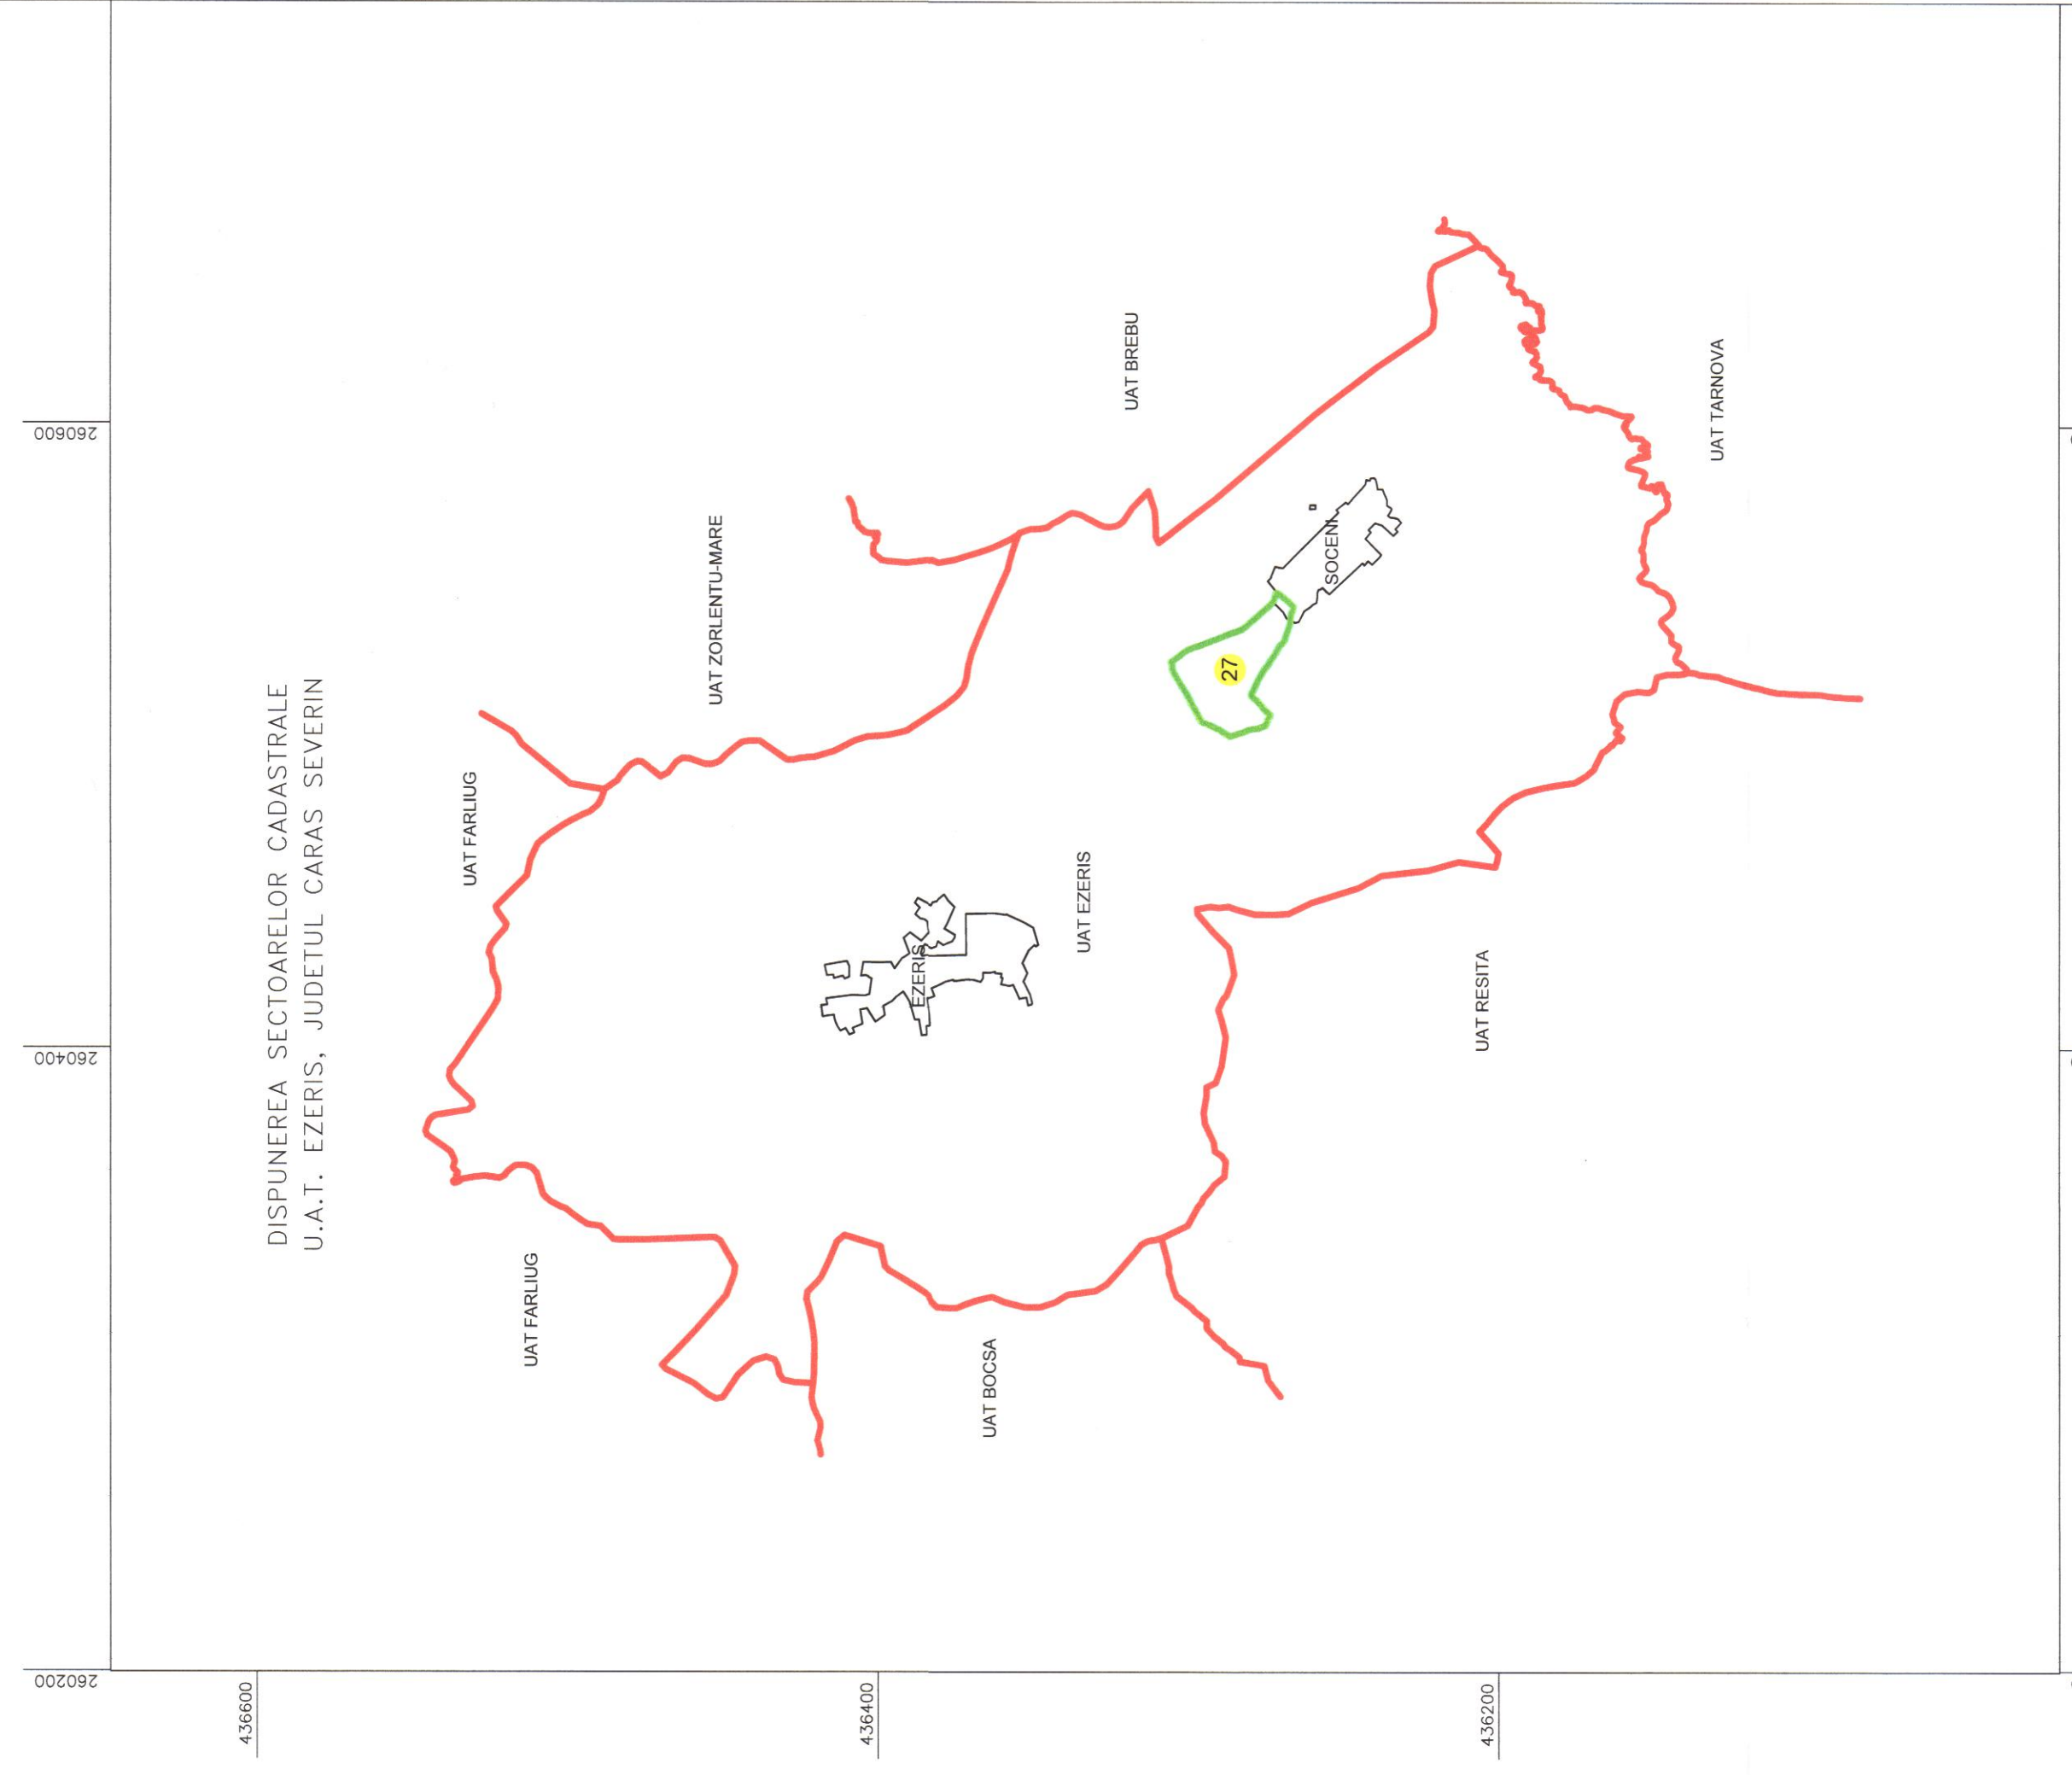 DISPUNEREA SECTOARELOR CADASTRALE
U.A.T. EZERIS, JUDETUL CARAS SEVERIN
UAT FARLIUG
UAT FARLIUG
UAT ZORLENTU-MARE
EZERIS
UAT BOCSA
UAT EZERIS
UAT BREBU
27
SOCENI
UAT RESITA
UAT TARNOVA
260600
260400
260200
436600
436400
436200